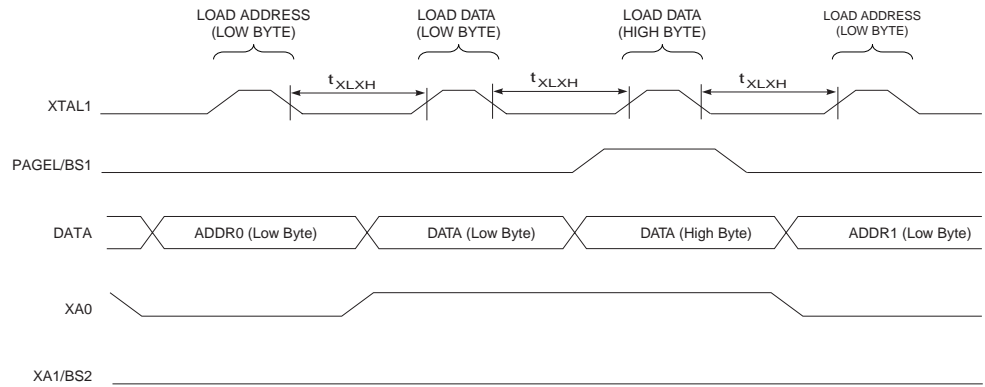 LOAD ADDRESS
(LOW BYTE)
LOAD DATA
(LOW BYTE)
LOAD DATA
(HIGH BYTE)
LOAD ADDRESS
(LOW BYTE)
XTAL1
tXLXH
tXLXH
tXLXH
PAGEL/BS1
DATA
ADDR0 (Low Byte)
DATA (Low Byte)
DATA (High Byte)
ADDR1 (Low Byte)
XA0
XA1/BS2